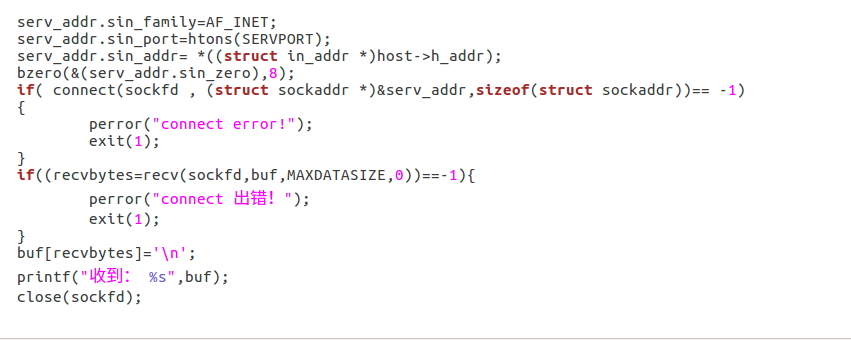 serv_addr.sin_family=AF_INET;
serv_addr.sin_port=htons(SERVPORT);
serv_addr.sin_addr= *((struct in_addr *)host->h_addr);
bzero(&(serv_addr.sin_zero),8);
if( connect(sockfd , (struct sockaddr *)&serv_addr,sizeof(struct sockaddr))== -1)
{
        perror("connect error!");
        exit(1);
}
if((recvbytes=recv(sockfd,buf,MAXDATASIZE,0))==-1){
        perror("connect 出错！");
        exit(1);
}
buf[recvbytes]='\n';
printf("收到： %s",buf);
close(sockfd);